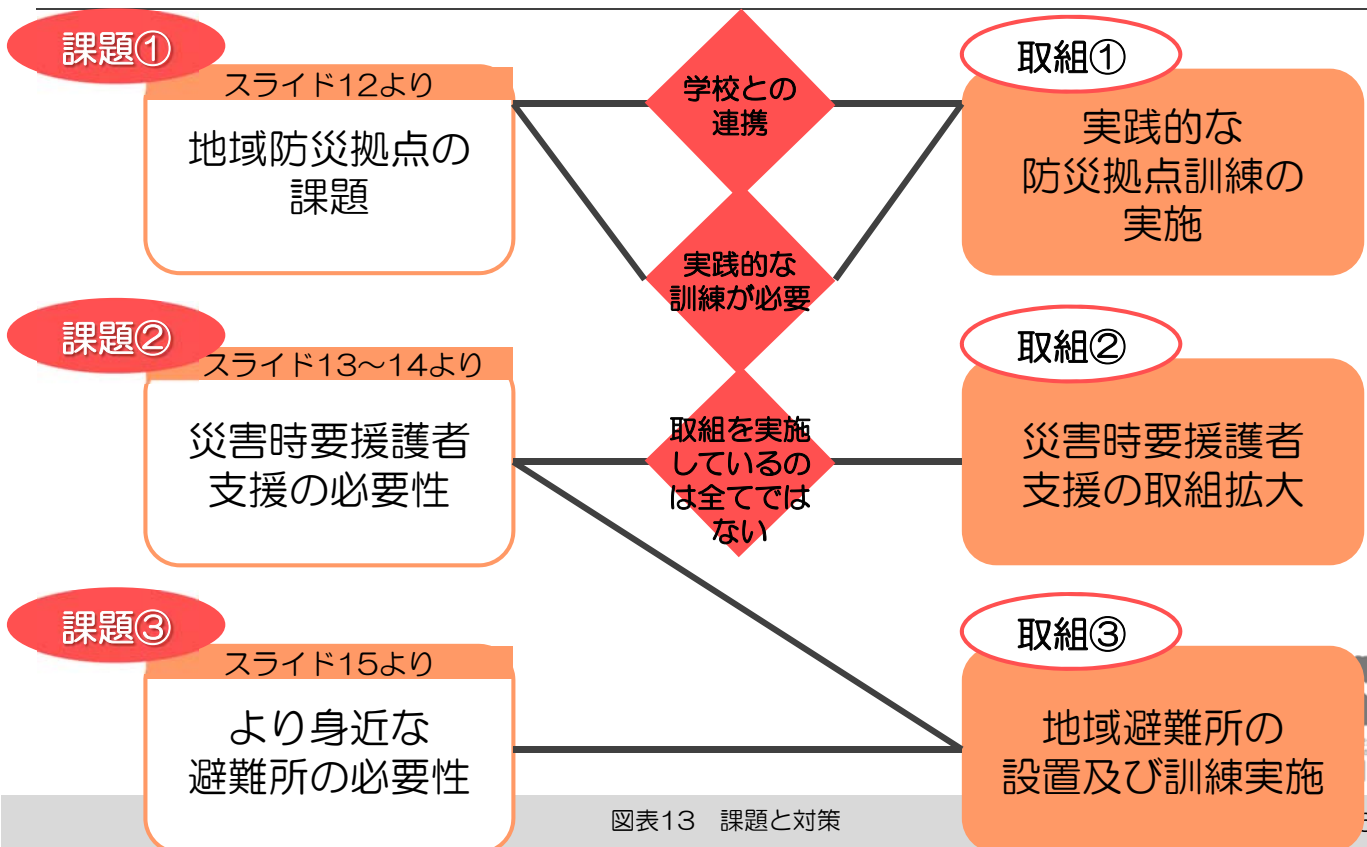 課題①
スライド12より
地域防災拠点の
課題
学校との
連携
取組①
実践的な
防災拠点訓練の
実施
実践的な
訓練が必要
課題②
スライド13～14より
災害時要援護者
支援の必要性
取組を実施
しているの
は全てでは
ない
取組②
災害時要援護者
支援の取組拡大
課題③
スライド15より
より身近な
避難所の必要性
取組③
地域避難所の
設置及び訓練実施
図表13　課題と対策